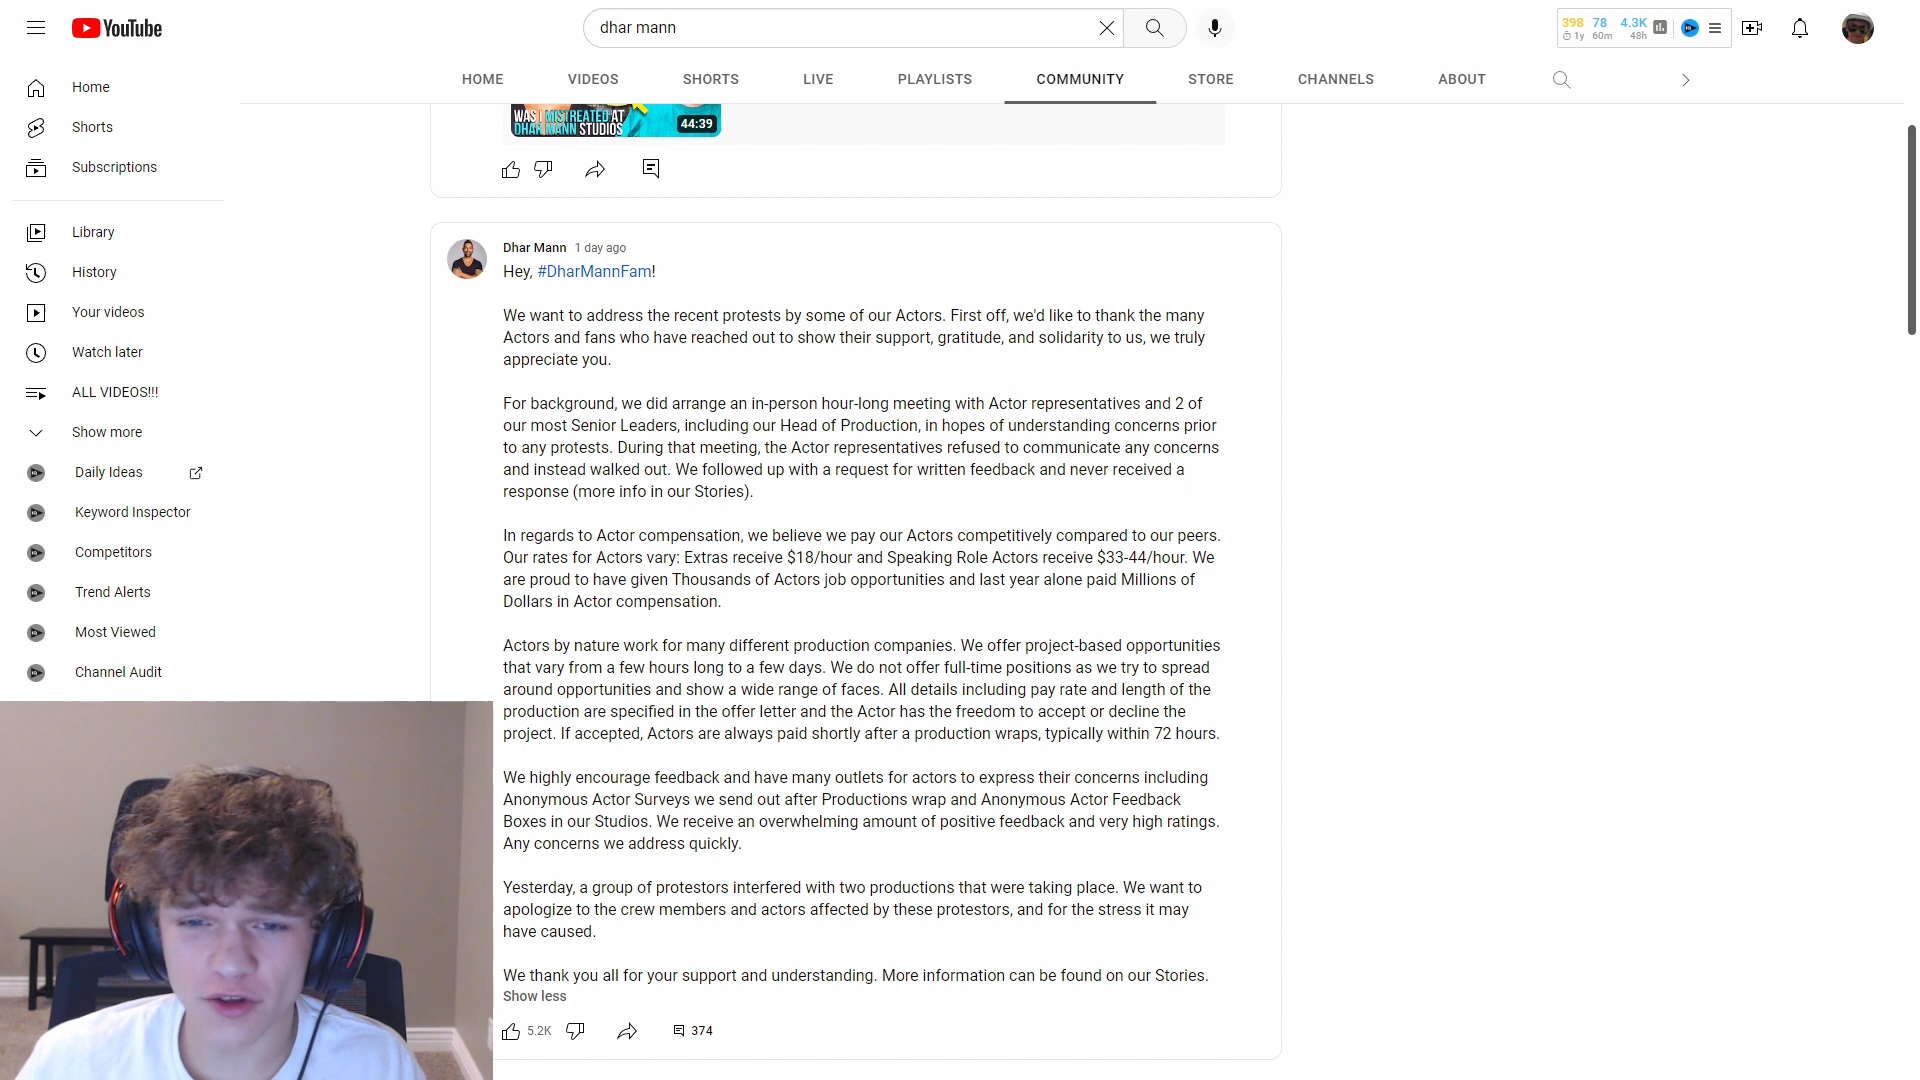 YouTube
dhar mann
398 78 4.3K
1y 60m 48h
HOME VIDEOS SHORTS LIVE PLAYLISTS COMMUNITY STORE CHANNELS ABOUT
Home
Shorts
Subscriptions
Library
History
Your videos
Watch later
ALL VIDEOS!!!
Show more
Daily Ideas
Keyword Inspector
Competitors
Trend Alerts
Most Viewed
Channel Audit
WAS I MISTREATED AT
DHAR MANN STUDIOS
44:39
Dhar Mann 1 day ago
Hey, #DharMannFam!
We want to address the recent protests by some of our Actors. First off, we'd like to thank the many
Actors and fans who have reached out to show their support, gratitude, and solidarity to us, we truly
appreciate you.
For background, we did arrange an in-person hour-long meeting with Actor representatives and 2 of
our most Senior Leaders, including our Head of Production, in hopes of understanding concerns prior
to any protests. During that meeting, the Actor representatives refused to communicate any concerns
and instead walked out. We followed up with a request for written feedback and never received a
response (more info in our Stories).
In regards to Actor compensation, we believe we pay our Actors competitively compared to our peers.
Our rates for Actors vary: Extras receive $18/hour and Speaking Role Actors receive $33-44/hour. We
are proud to have given Thousands of Actors job opportunities and last year alone paid Millions of
Dollars in Actor compensation.
Actors by nature work for many different production companies. We offer project-based opportunities
that vary from a few hours long to a few days. We do not offer full-time positions as we try to spread
around opportunities and show a wide range of faces. All details including pay rate and length of the
production are specified in the offer letter and the Actor has the freedom to accept or decline the
project. If accepted, Actors are always paid shortly after a production wraps, typically within 72 hours.
We highly encourage feedback and have many outlets for actors to express their concerns including
Anonymous Actor Surveys we send out after Productions wrap and Anonymous Actor Feedback
Boxes in our Studios. We receive an overwhelming amount of positive feedback and very high ratings.
Any concerns we address quickly.
Yesterday, a group of protestors interfered with two productions that were taking place. We want to
apologize to the crew members and actors affected by these protestors, and for the stress it may
have caused.
We thank you all for your support and understanding. More information can be found on our Stories.
Show less
5.2K 374